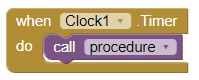 when Clock1 .Timer
do call procedure